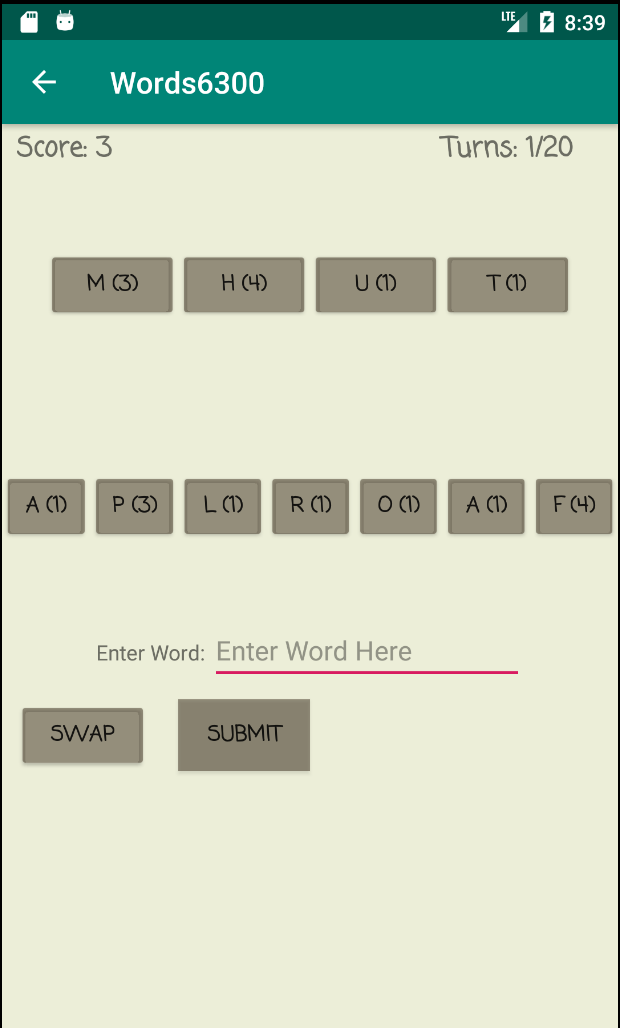 LTE 8:39
Words6300
Score: 3 Turns: 1/20
M (3) H (4) U (1) T (1)
A (1) P (3) L (1) R (1) O (1) A (1) F (4)
Enter Word: Enter Word Here
SWAP SUBMIT